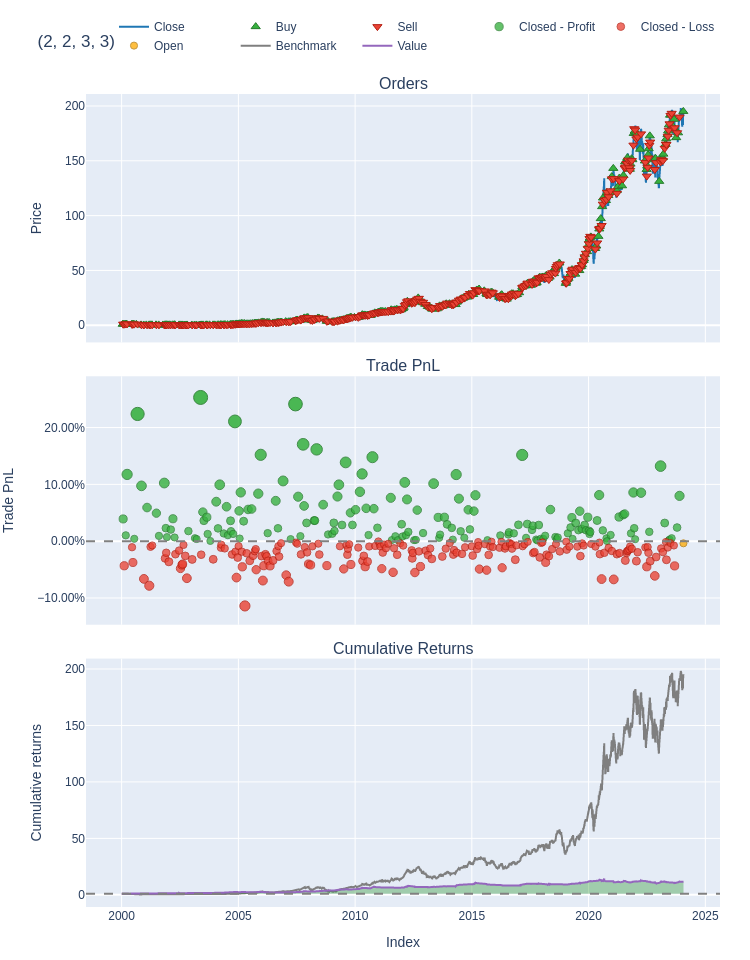 (2, 2, 3, 3)
Close
Buy
Sell
Closed - Profit
Closed - Loss
Open
Benchmark
Value
Orders
200
150
100
50
0
Price
Trade PnL
20.00%
10.00%
0.00%
−10.00%
Trade PnL
Cumulative Returns
200
150
100
50
0
Cumulative returns
2000
2005
2010
2015
2020
2025
Index